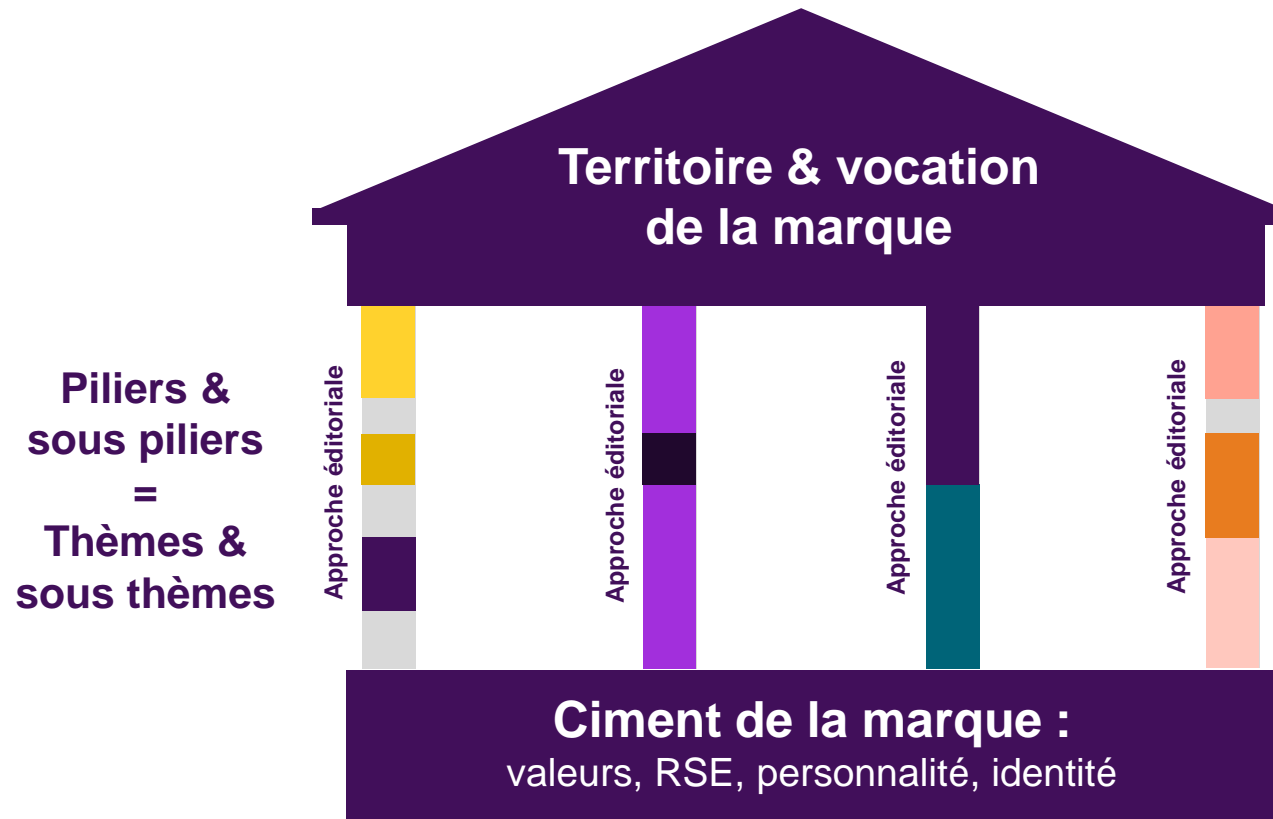 Territoire & vocation
de la marque
Piliers &
sous piliers
=
Thèmes &
sous thèmes
Approche éditoriale
Approche éditoriale
Approche éditoriale
Approche éditoriale
Ciment de la marque :
valeurs, RSE, personnalité, identité